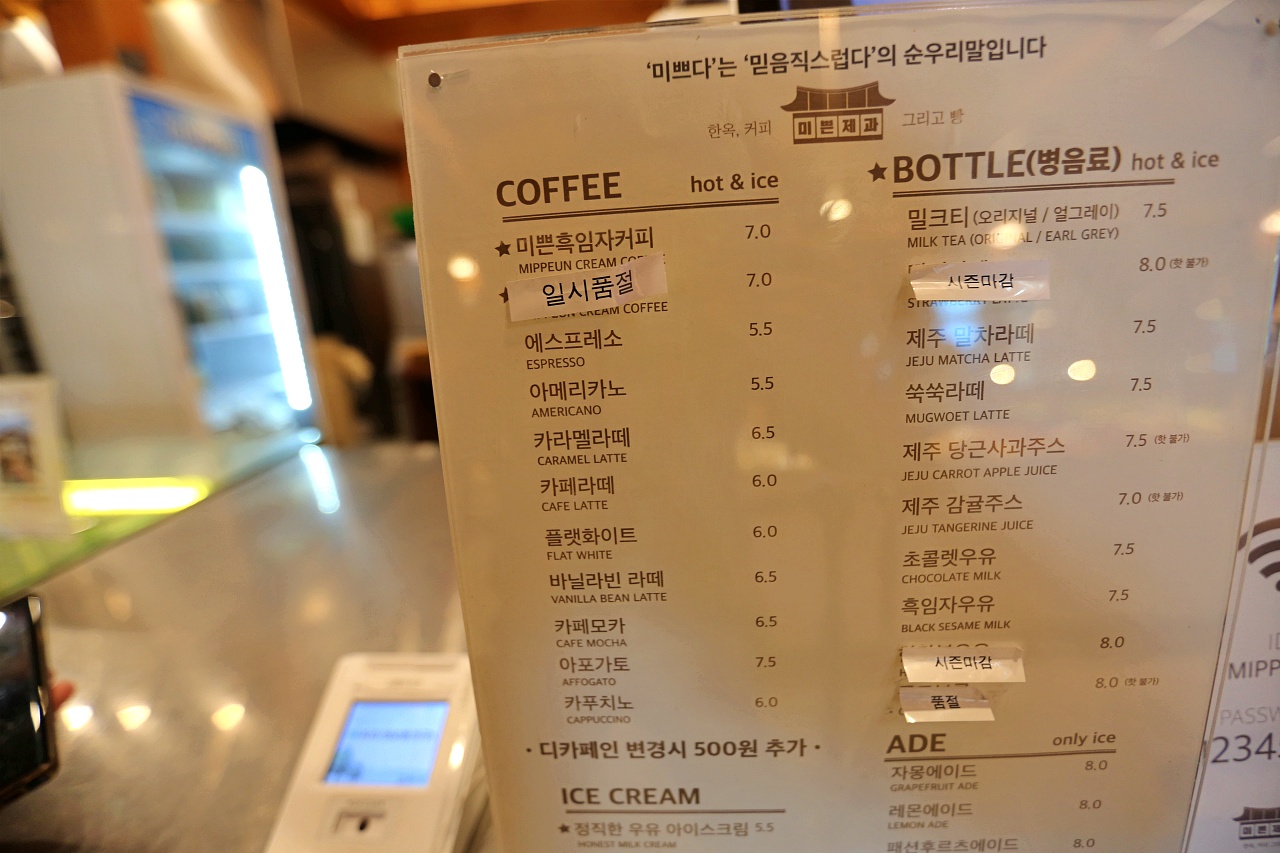 '미쁘다'는 '믿음직스럽다'의 순우리말입니다
한옥, 커피 미쁜제과 그리고 빵
COFFEE hot & ice
★미쁜흑임자커피 7.0
MIPPEUN CREAM
일시품절 7.0
CREAM COFFEE
에스프레소 5.5
ESPRESSO
아메리카노 5.5
AMERICANO
카라멜라떼 6.5
CARAMEL LATTE
카페라떼 6.0
CAFE LATTE
플랫화이트 6.0
FLAT WHITE
바닐라빈 라떼 6.5
VANILLA BEAN LATTE
카페모카 6.5
CAFE MOCHA
아포가토 7.5
AFFOGATO
카푸치노 6.0
CAPPUCCINO
· 디카페인 변경시 500원 추가 ·
ICE CREAM
★정직한 우유 아이스크림 5.5
HONEST MILK CREAM
★BOTTLE(병음료) hot & ice
밀크티 (오리지널 / 얼그레이) 7.5
MILK TEA (ORIGINAL / EARL GREY)
시즌마감 8.0 (핫 불가)
제주 말차라떼 7.5
JEJU MATCHA LATTE
쑥쑥라떼 7.5
MUGWOET LATTE
제주 당근사과주스 7.5 (핫 불가)
JEJU CARROT APPLE JUICE
제주 감귤주스 7.0 (핫 불가)
JEJU TANGERINE JUICE
초콜렛우유 7.5
CHOCOLATE MILK
흑임자우유 7.5
BLACK SESAME MILK
시즌마감 8.0
품절 8.0 (핫 불가)
ADE only ice
자몽에이드 8.0
GRAPEFRUIT ADE
레몬에이드 8.0
LEMON ADE
패션후르츠에이드 8.0
MIPP
PASSW
234
미쁜제과